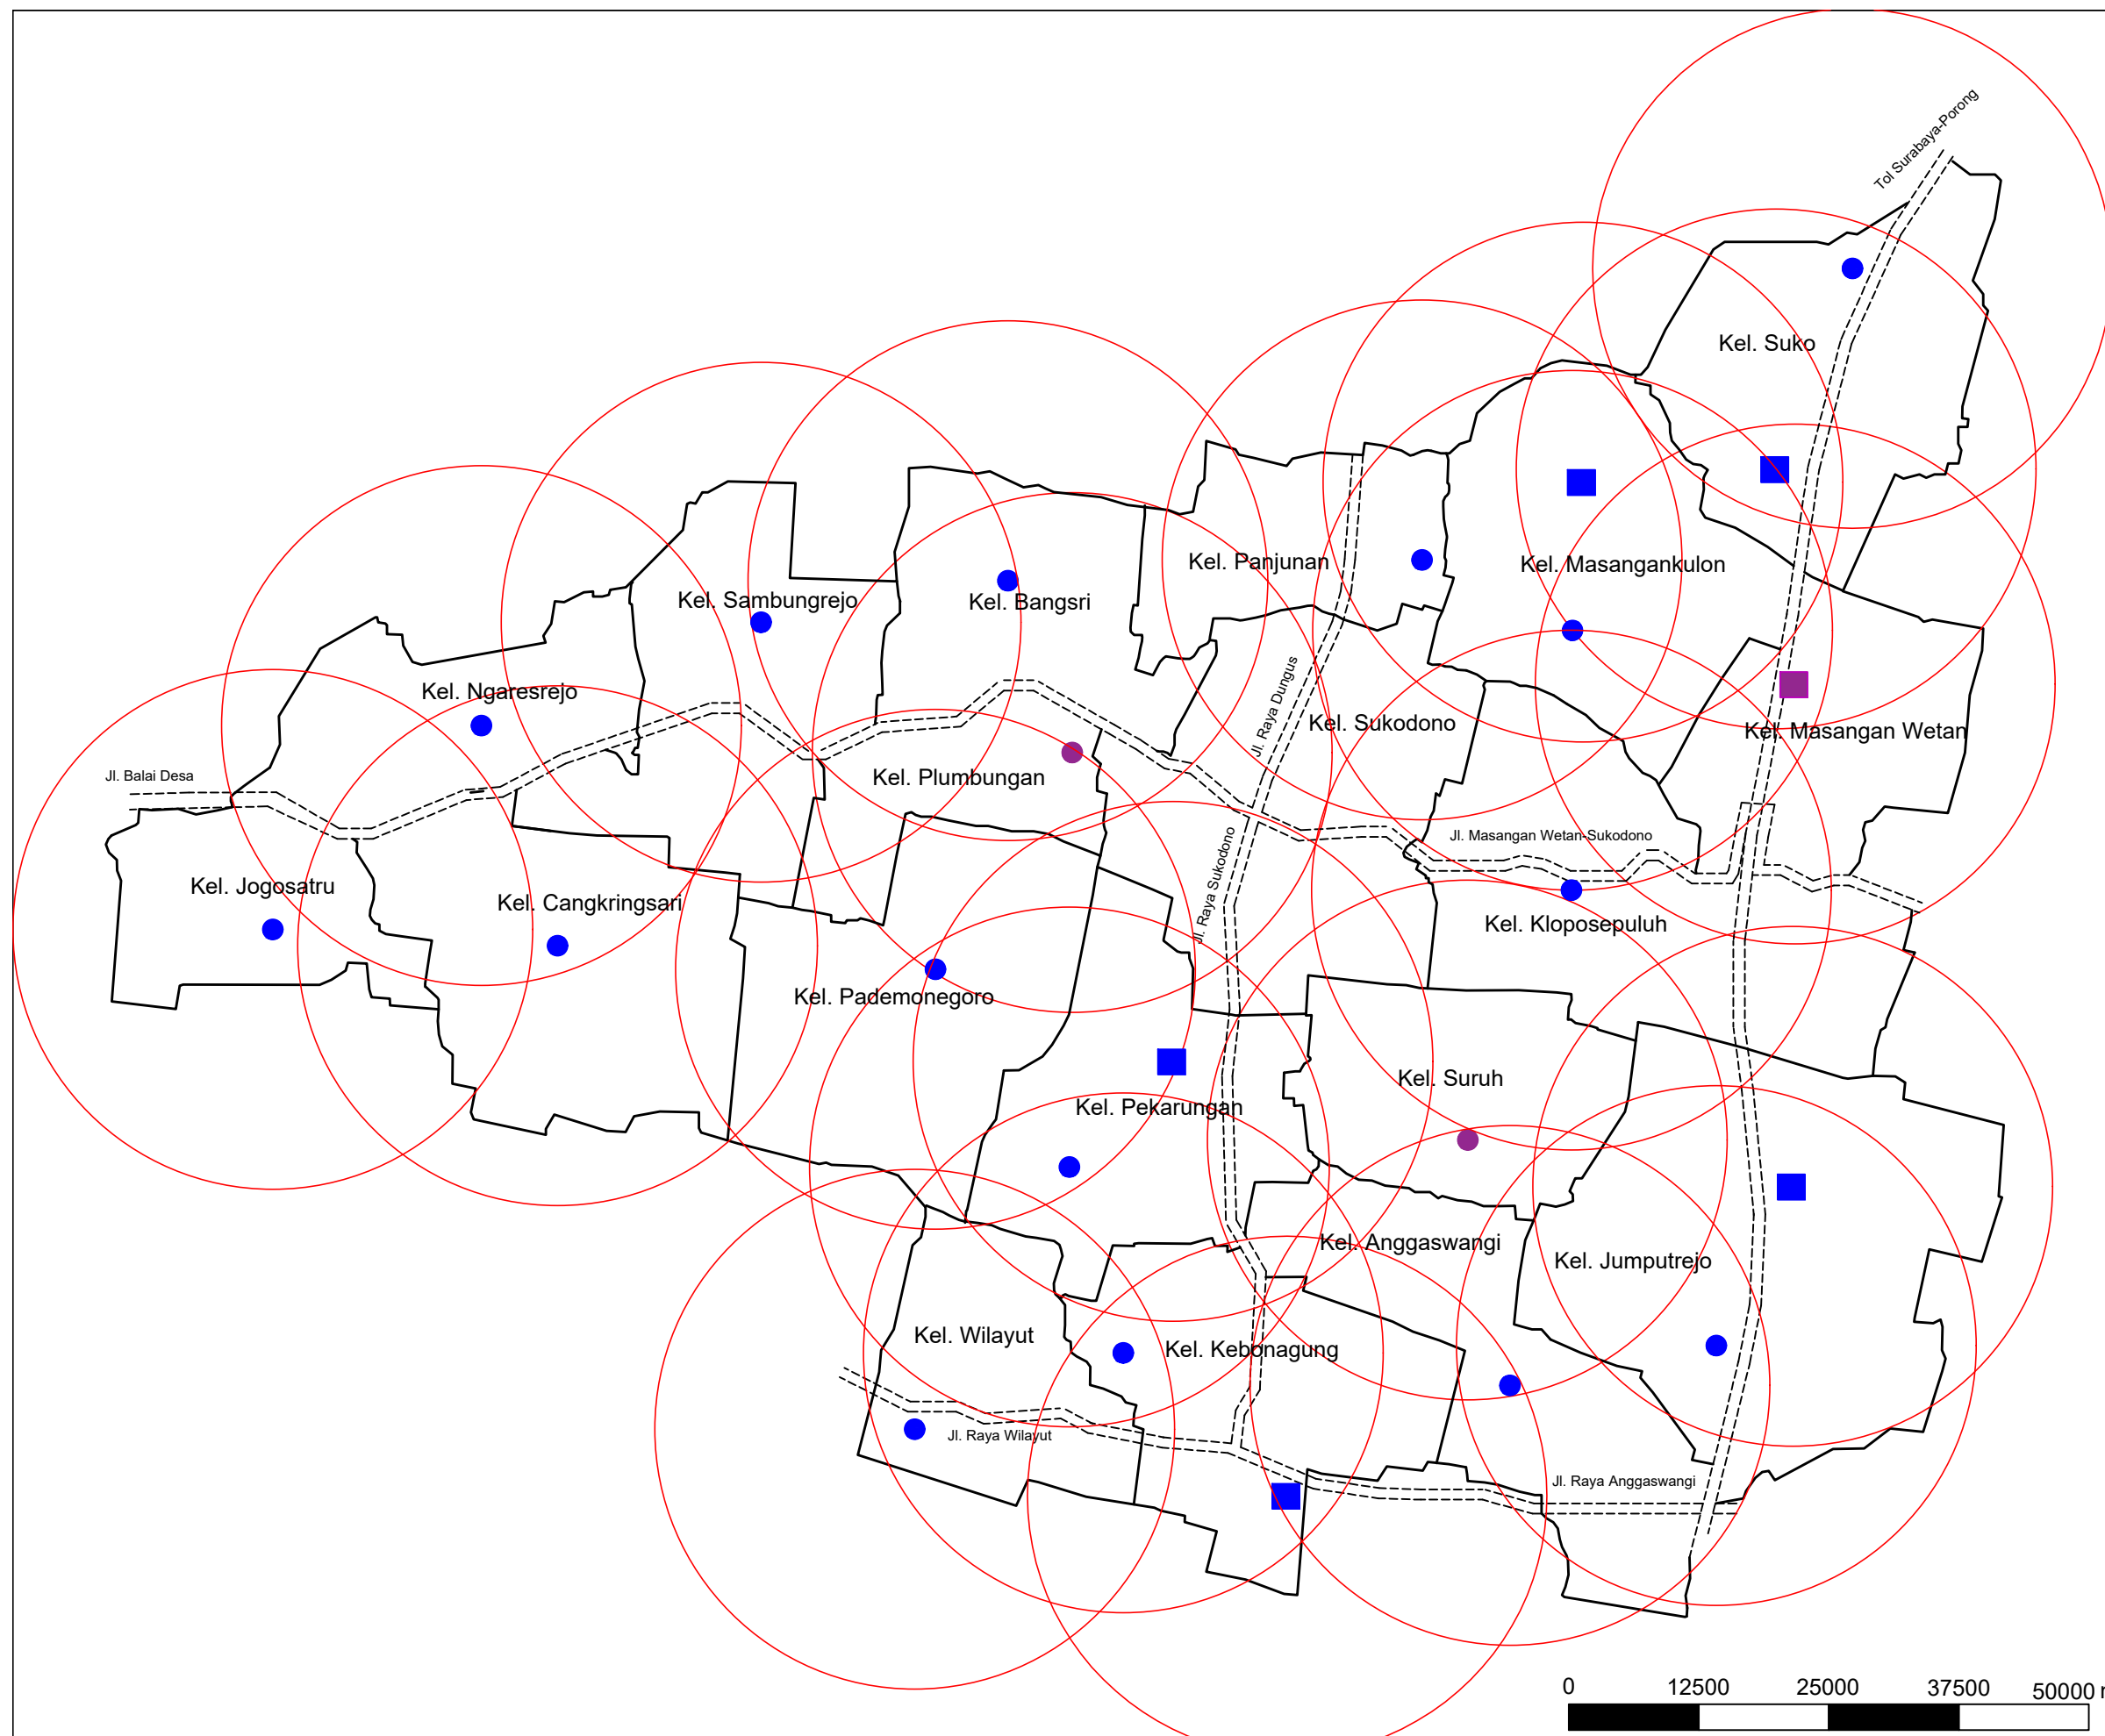 Tol Surabaya-Porong
Kel. Suko
Kel. Panjunan
Kel. Masangankulon
Kel. Sambungrejo
Kel. Bangsri
Kel. Ngaresrejo
Jl. Raya Dungus
Kel. Sukodono
Kel. Masangan Wetan
Jl. Balai Desa
Kel. Plumbungan
Jl. Masangan Wetan-Sukodono
Jl. Raya Sukodono
Kel. Jogosatru
Kel. Cangkringsari
Kel. Kloposepuluh
Kel. Pademonegoro
Kel. Suruh
Kel. Pekarungan
Kel. Anggaswangi
Kel. Jumputrejo
Kel. Wilayut
Kel. Kebonagung
Jl. Raya Wilayut
Jl. Raya Anggaswangi
0 12500 25000 37500 50000